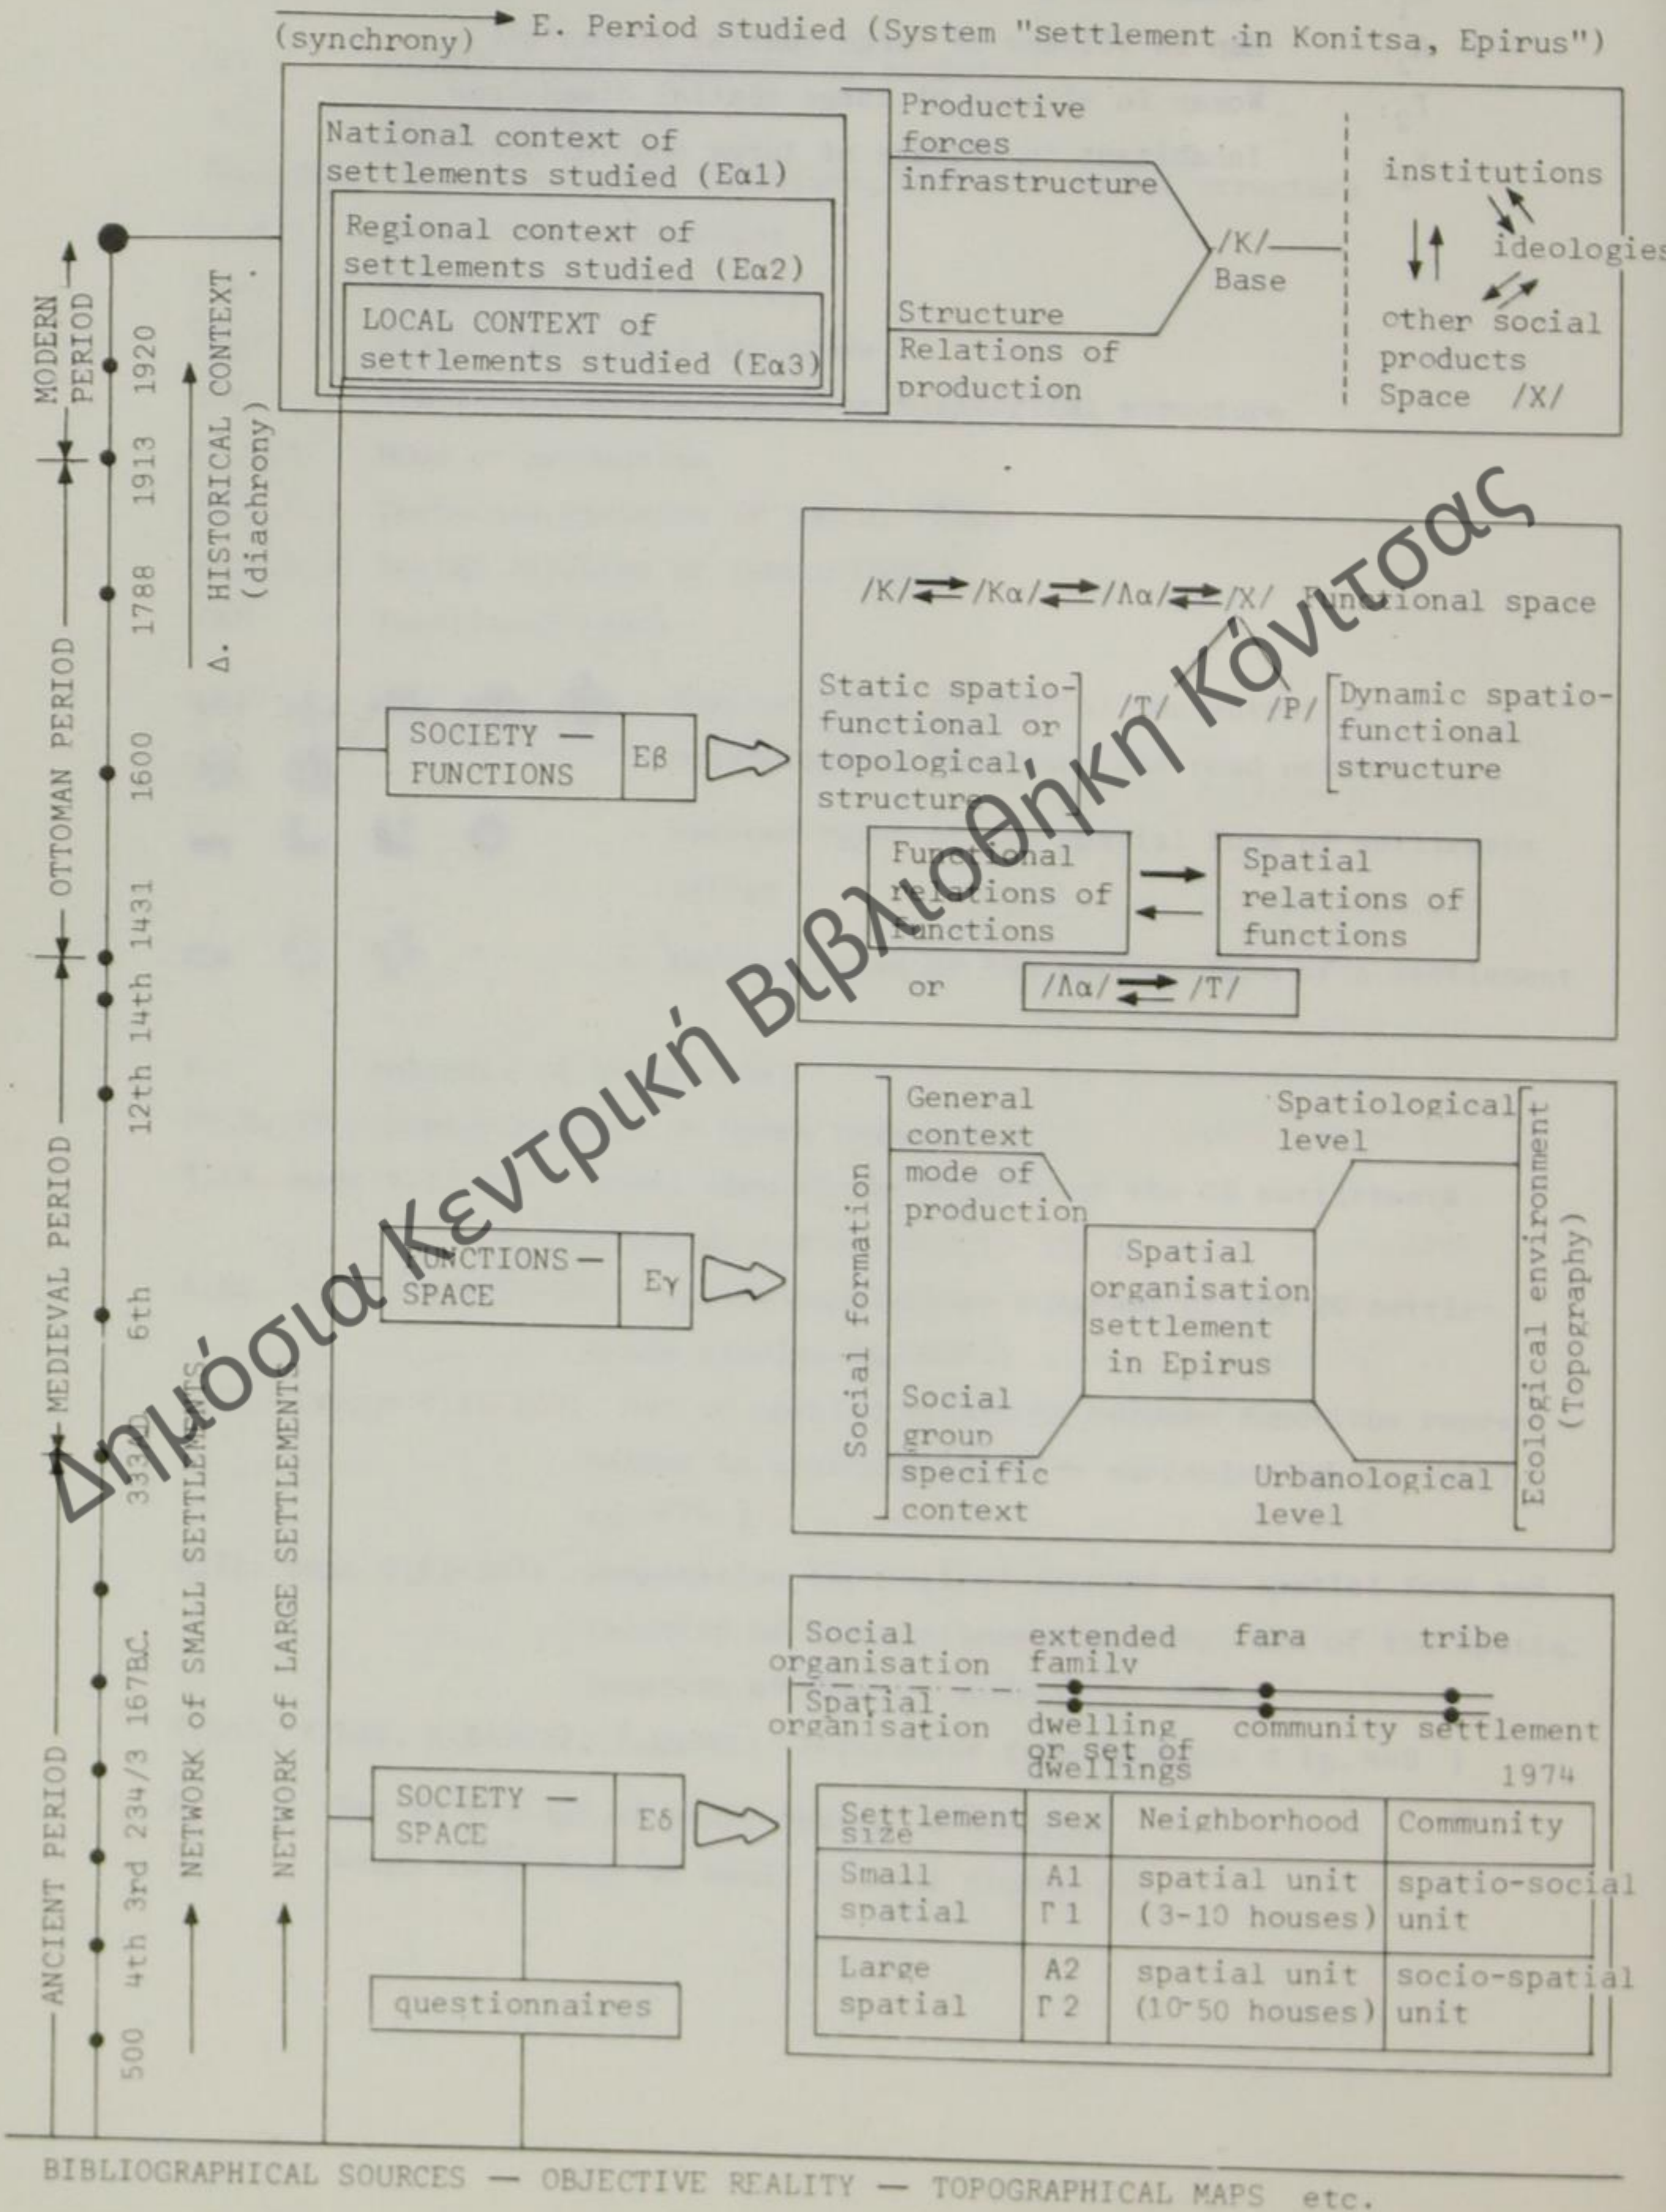 (synchrony)
E. Period studied (System "settlement in Konitsa, Epirus")
National context of
settlements studied (Eα1)
Regional context of
settlements studied (Eα2)
LOCAL CONTEXT of
settlements studied (Eα3)
Productive
forces
infrastructure
Structure
Relations of
production
/K/
Base
institutions
ideologies
other social
products
Space /X/
MODERN
PERIOD
OTTOMAN PERIOD
MEDIEVAL PERIOD
ANCIENT PERIOD
1920
1913
1788
1600
1431
14th
12th
6th
333AD
167B.C.
234/3
3rd
4th
500
Δ. HISTORICAL CONTEXT
(diachrony)
NETWORK of SMALL SETTLEMENTS
NETWORK of LARGE SETTLEMENTS
SOCIETY —
FUNCTIONS
Eβ
/K/ /Kα/ /Λα/ /X/ Functional space
Static spatio-
functional or
topological
structure
/T/
/P/
Dynamic spatio-
functional
structure
Functional
relations of
functions
Spatial
relations of
functions
or
/Λα/ /T/
FUNCTIONS —
SPACE
Eγ
Social formation
General
context
mode of
production
Social
group
specific
context
Spatial
organisation
settlement
in Epirus
Spatiological
level
Urbanological
level
Ecological environment
(Topography)
SOCIETY —
SPACE
Eδ
questionnaires
Social
organisation
extended
family
fara
tribe
Spatial
organisation
dwelling
or set of
dwellings
community
settlement
1974
Settlement
size
sex
Neighborhood
Community
Small
spatial
A1
Γ1
spatial unit
(3-10 houses)
spatio-social
unit
Large
spatial
A2
Γ2
spatial unit
(10-50 houses)
socio-spatial
unit
BIBLIOGRAPHICAL SOURCES — OBJECTIVE REALITY — TOPOGRAPHICAL MAPS etc.
Δημόσια Κεντρική Βιβλιοθήκη Κόνιτσας